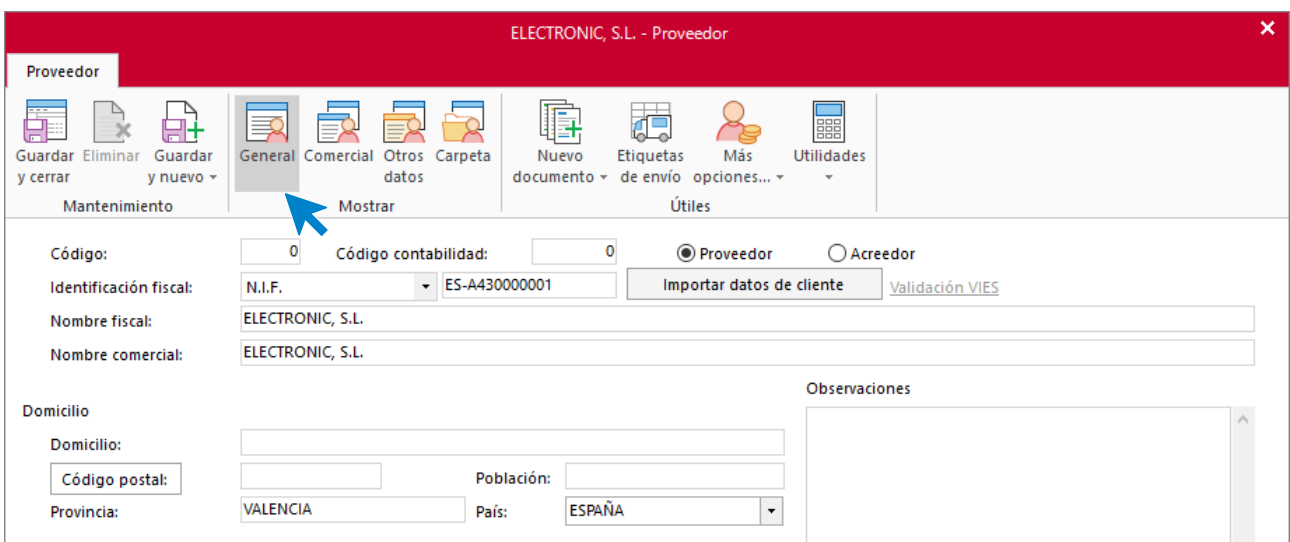 ELECTRONIC, S.L. - Proveedor
Proveedor
Guardar y cerrar
Eliminar
Guardar y nuevo
General
Comercial
Otros datos
Carpeta
Nuevo documento
Etiquetas de envío
Más opciones...
Utilidades
Mantenimiento
Mostrar
Útiles
Código: 0 Código contabilidad: 0 Proveedor Acreedor
Identificación fiscal: N.I.F. ES-A430000001 Importar datos de cliente Validación VIES
Nombre fiscal: ELECTRONIC, S.L.
Nombre comercial: ELECTRONIC, S.L.
Observaciones
Domicilio
Domicilio:
Código postal: Población:
Provincia: VALENCIA País: ESPAÑA